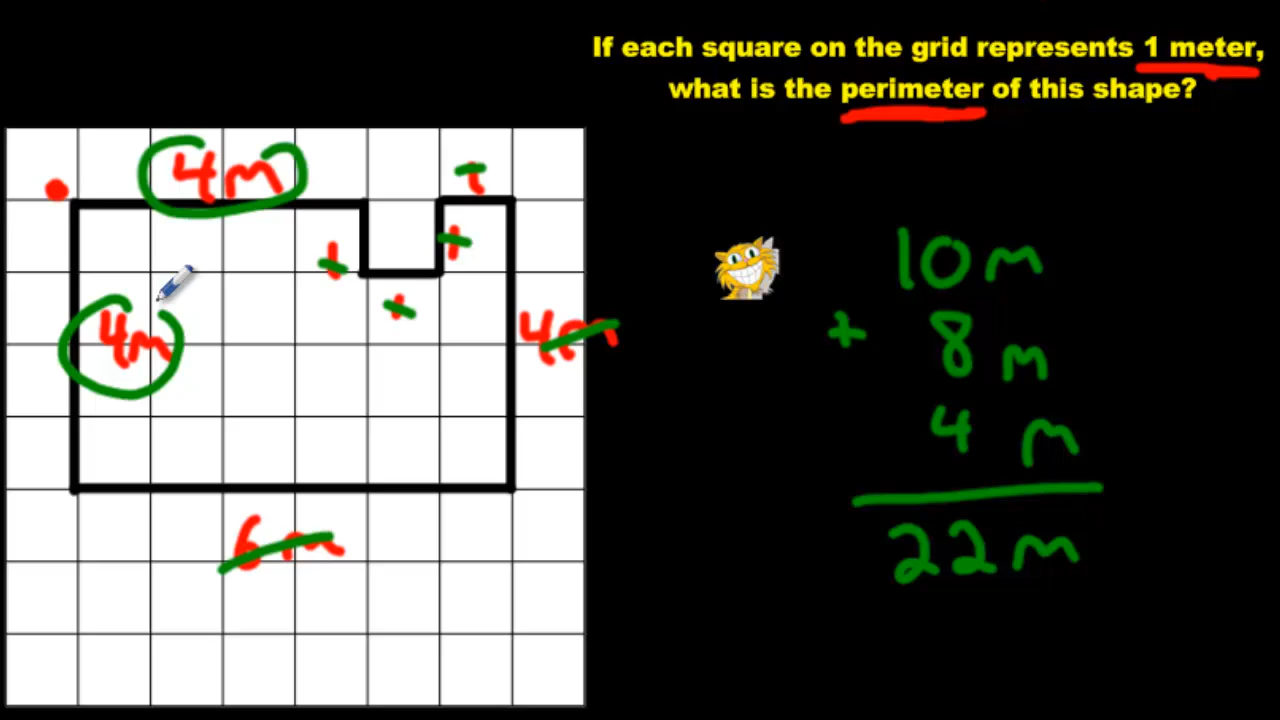 If each square on the grid represents 1 meter,
what is the perimeter of this shape?
4m
1
1
1
1
4m
4m
6m
10m
+ 8m
4m
22m